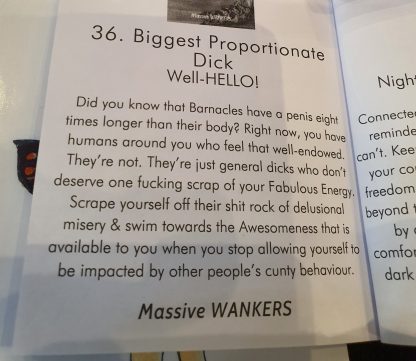 Massive WANKERS
36. Biggest Proportionate
Dick
Well-HELLO!
Did you know that Barnacles have a penis eight
times longer than their body? Right now, you have
humans around you who feel that well-endowed.
They're not. They're just general dicks who don't
deserve one fucking scrap of your Fabulous Energy.
Scrape yourself off their shit rock of delusional
misery & swim towards the Awesomeness that is
available to you when you stop allowing yourself to
be impacted by other people's cunty behaviour.
Massive WANKERS
Nigh
Connecte
reminde
can't. Kee
your co
freedom
beyond t
by
comfor
dark